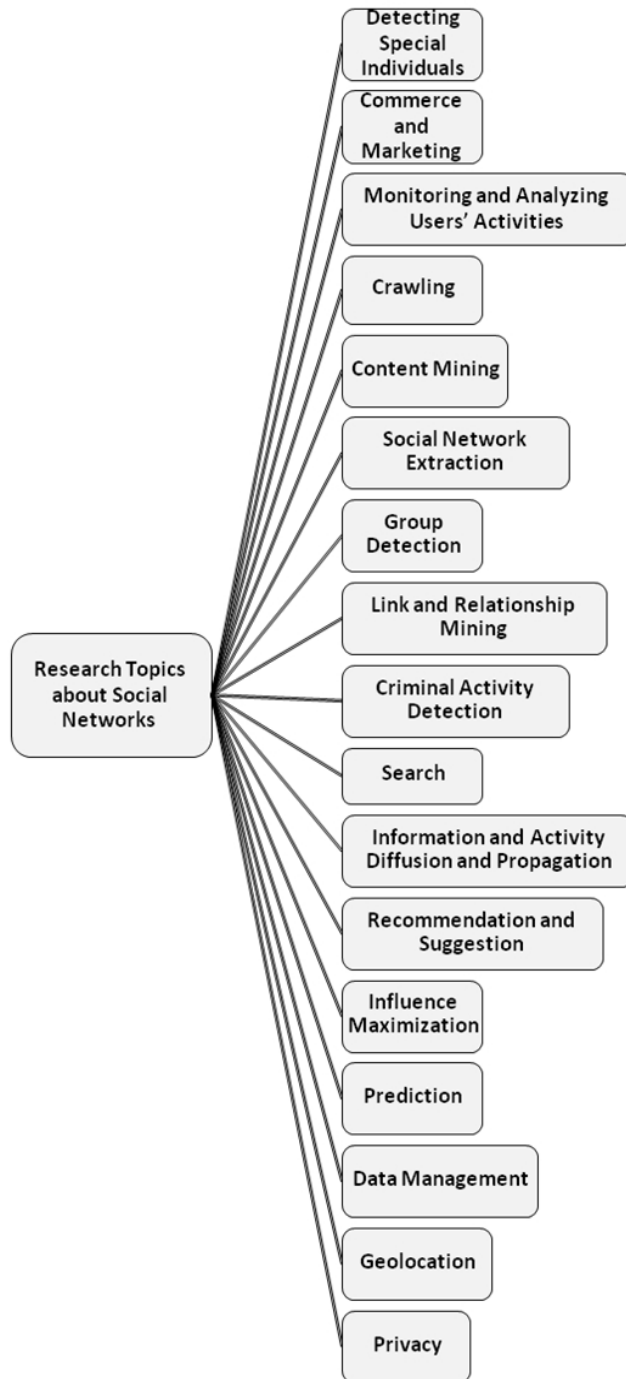 Detecting
Special
Individuals
Commerce
and
Marketing
Monitoring and Analyzing
Users’ Activities
Crawling
Content Mining
Social Network
Extraction
Group
Detection
Link and Relationship
Mining
Research Topics
about Social
Networks
Criminal Activity
Detection
Search
Information and Activity
Diffusion and Propagation
Recommendation and
Suggestion
Influence
Maximization
Prediction
Data Management
Geolocation
Privacy